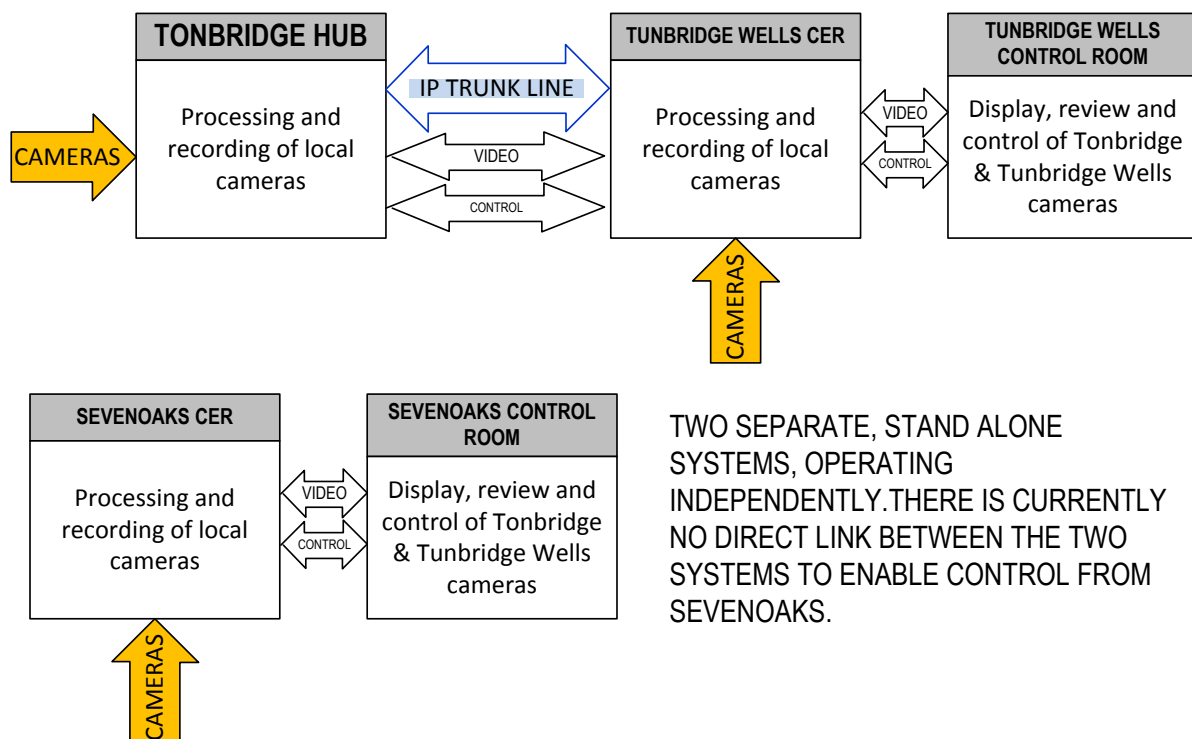 TONBRIDGE HUB
Processing and
recording of local
cameras
CAMERAS
IP TRUNK LINE
VIDEO
CONTROL
TUNBRIDGE WELLS CER
Processing and
recording of local
cameras
CAMERAS
VIDEO
CONTROL
TUNBRIDGE WELLS
CONTROL ROOM
Display, review and
control of Tonbridge
& Tunbridge Wells
cameras
SEVENOAKS CER
Processing and
recording of local
cameras
CAMERAS
VIDEO
CONTROL
SEVENOAKS CONTROL
ROOM
Display, review and
control of Tonbridge
& Tunbridge Wells
cameras
TWO SEPARATE, STAND ALONE
SYSTEMS, OPERATING
INDEPENDENTLY.THERE IS CURRENTLY
NO DIRECT LINK BETWEEN THE TWO
SYSTEMS TO ENABLE CONTROL FROM
SEVENOAKS.